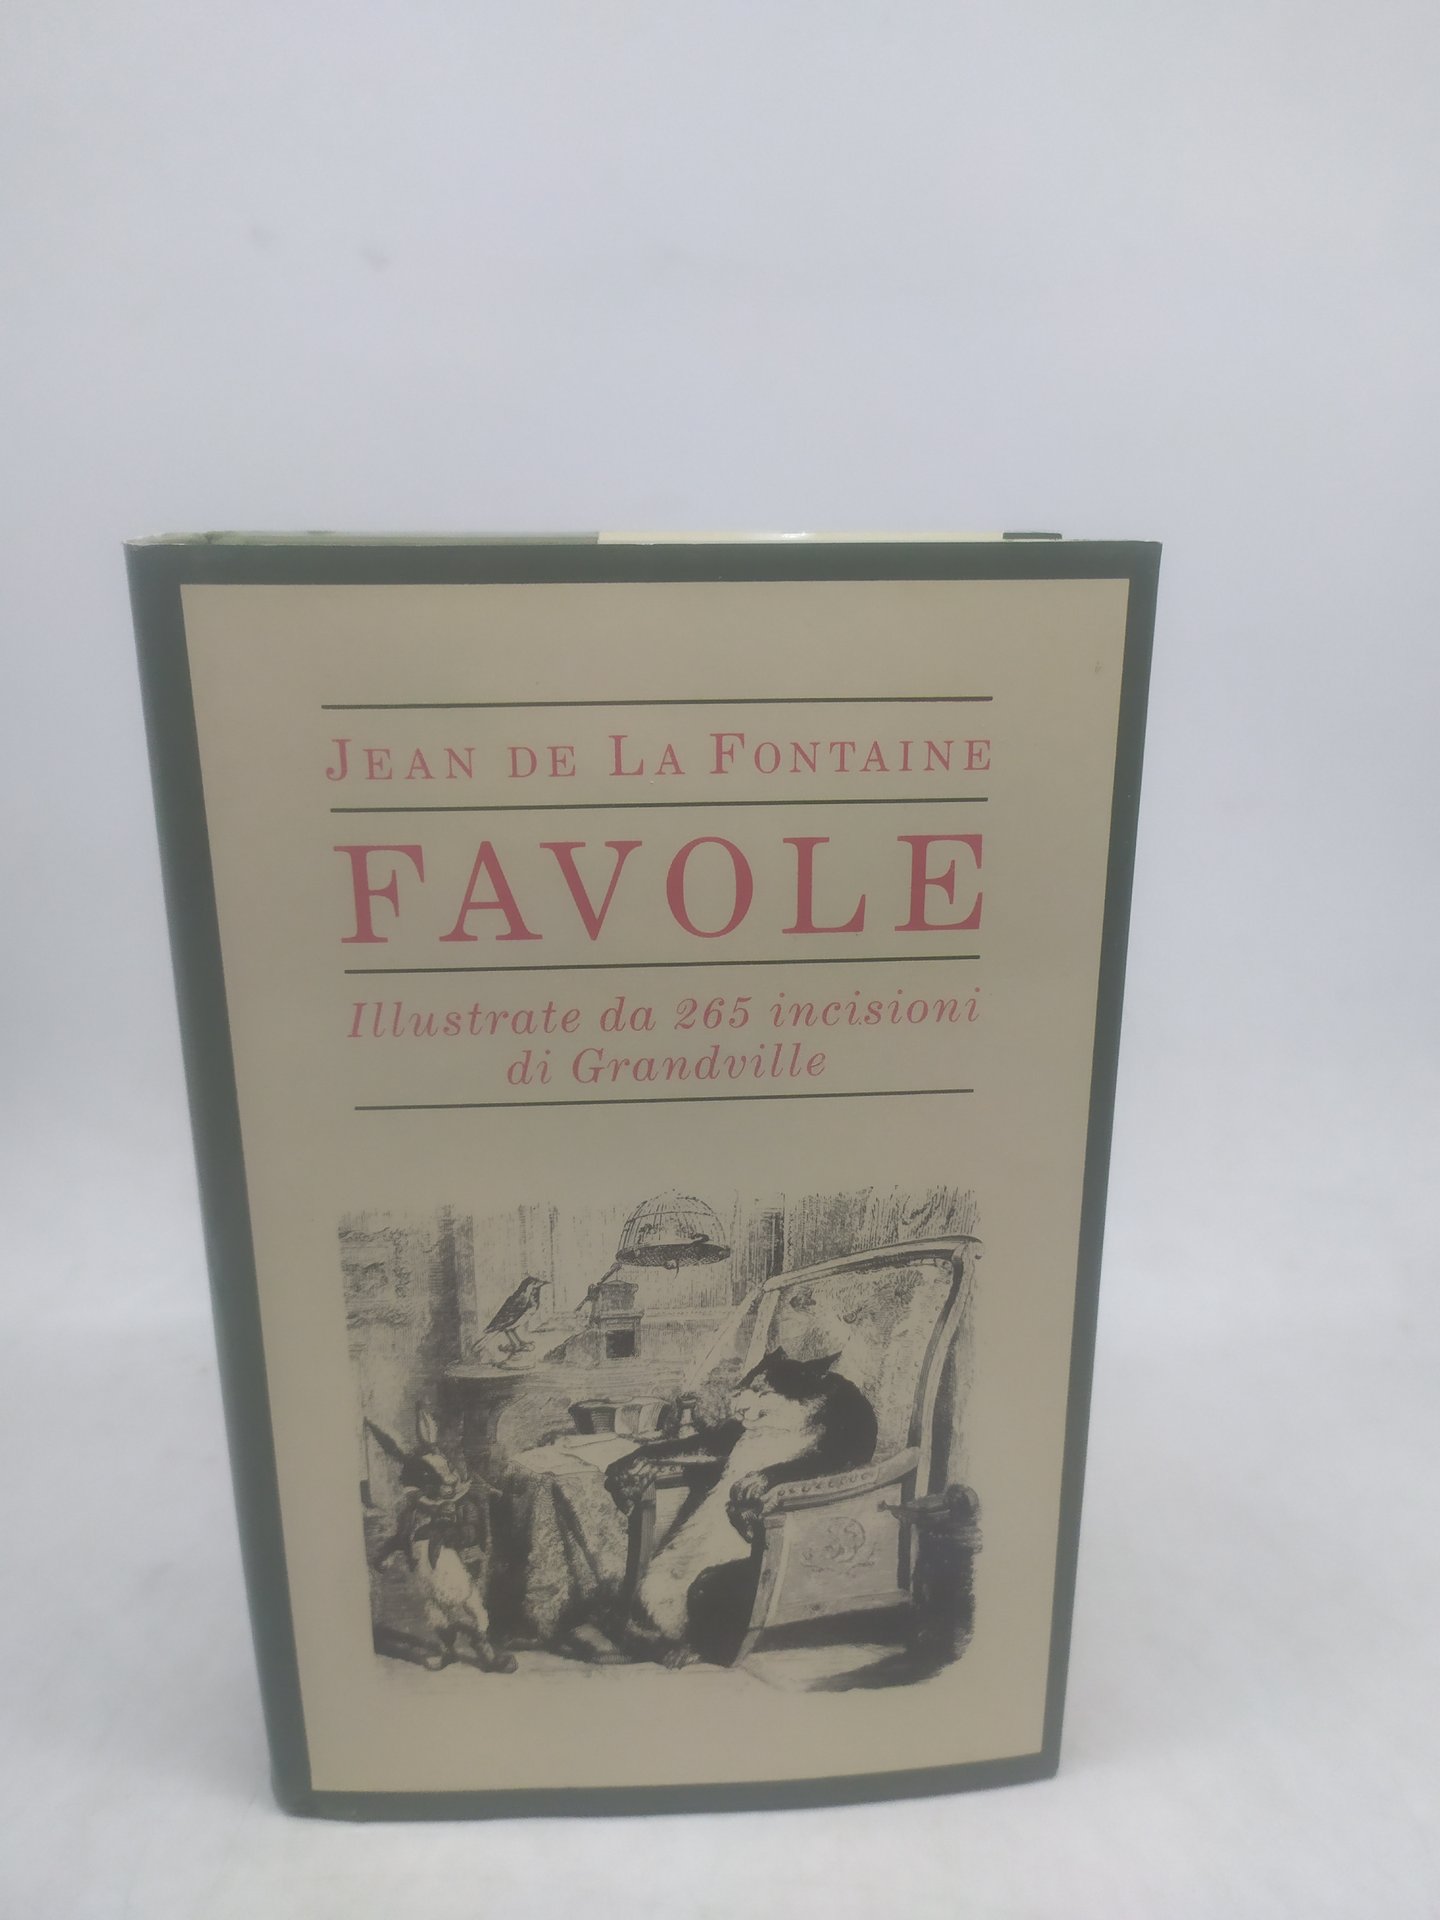 JEAN DE LA FONTAINE
FAVOLE
Illustrate da 265 incisioni
di Grandville